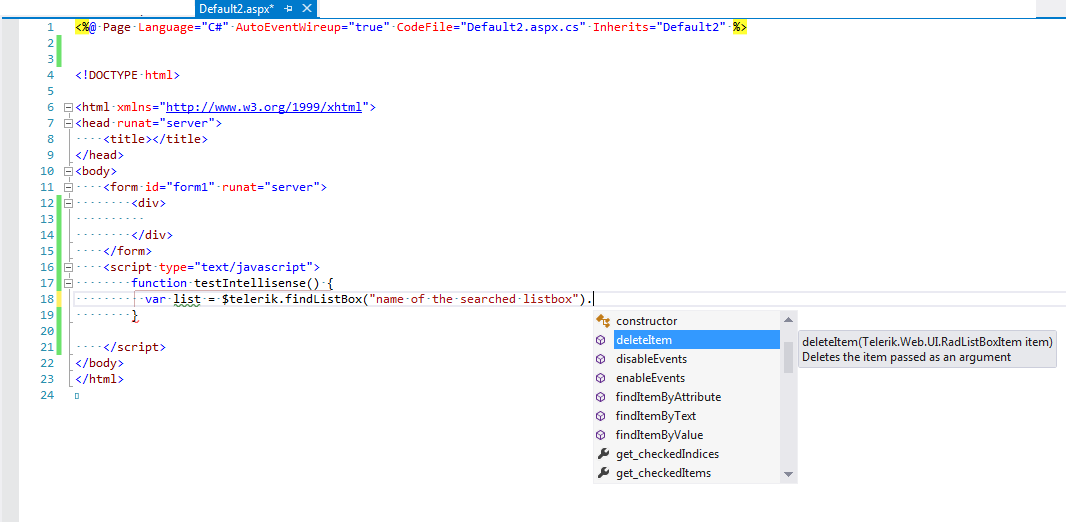 Default2.aspx*
1 <%@ Page Language="C#" AutoEventWireup="true" CodeFile="Default2.aspx.cs" Inherits="Default2" %>
2
3
4 <!DOCTYPE html>
5
6 <html xmlns="http://www.w3.org/1999/xhtml">
7 <head runat="server">
8 <title></title>
9 </head>
10 <body>
11 <form id="form1" runat="server">
12 <div>
13
14 </div>
15 </form>
16 <script type="text/javascript">
17 function testIntellisense() {
18 var list = $telerik.findListBox("name of the searched listbox").
19 }
20
21 </script>
22 </body>
23 </html>
24
constructor
deleteItem
disableEvents
enableEvents
findItemByAttribute
findItemByText
findItemByValue
get_checkedIndices
get_checkedItems
deleteItem(Telerik.Web.UI.RadListBoxItem item)
Deletes the item passed as an argument